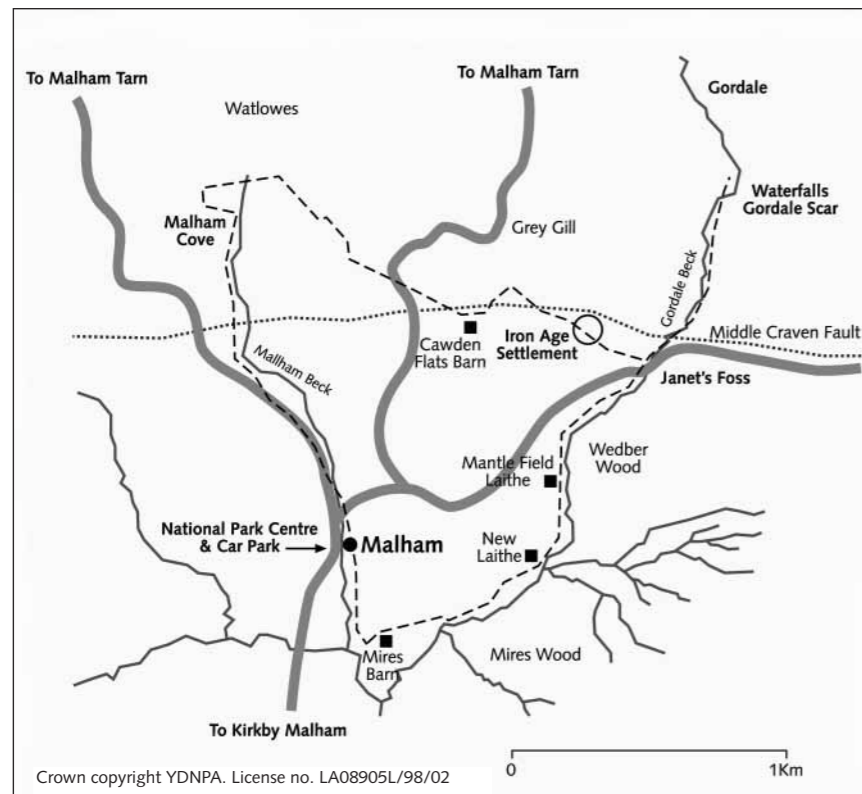 To Malham Tarn
To Malham Tarn
Gordale
Watlowes
Waterfalls
Gordale Scar
Malham
Cove
Grey Gill
Gordale Beck
Iron Age
Settlement
Middle Craven Fault
Cawden
Flats Barn
Malham Beck
Janet's Foss
Wedber
Wood
Mantle Field
Laithe
National Park Centre
& Car Park
Malham
New
Laithe
Mires
Barn
Mires Wood
To Kirkby Malham
0
1Km
Crown copyright YDNPA. License no. LA08905L/98/02